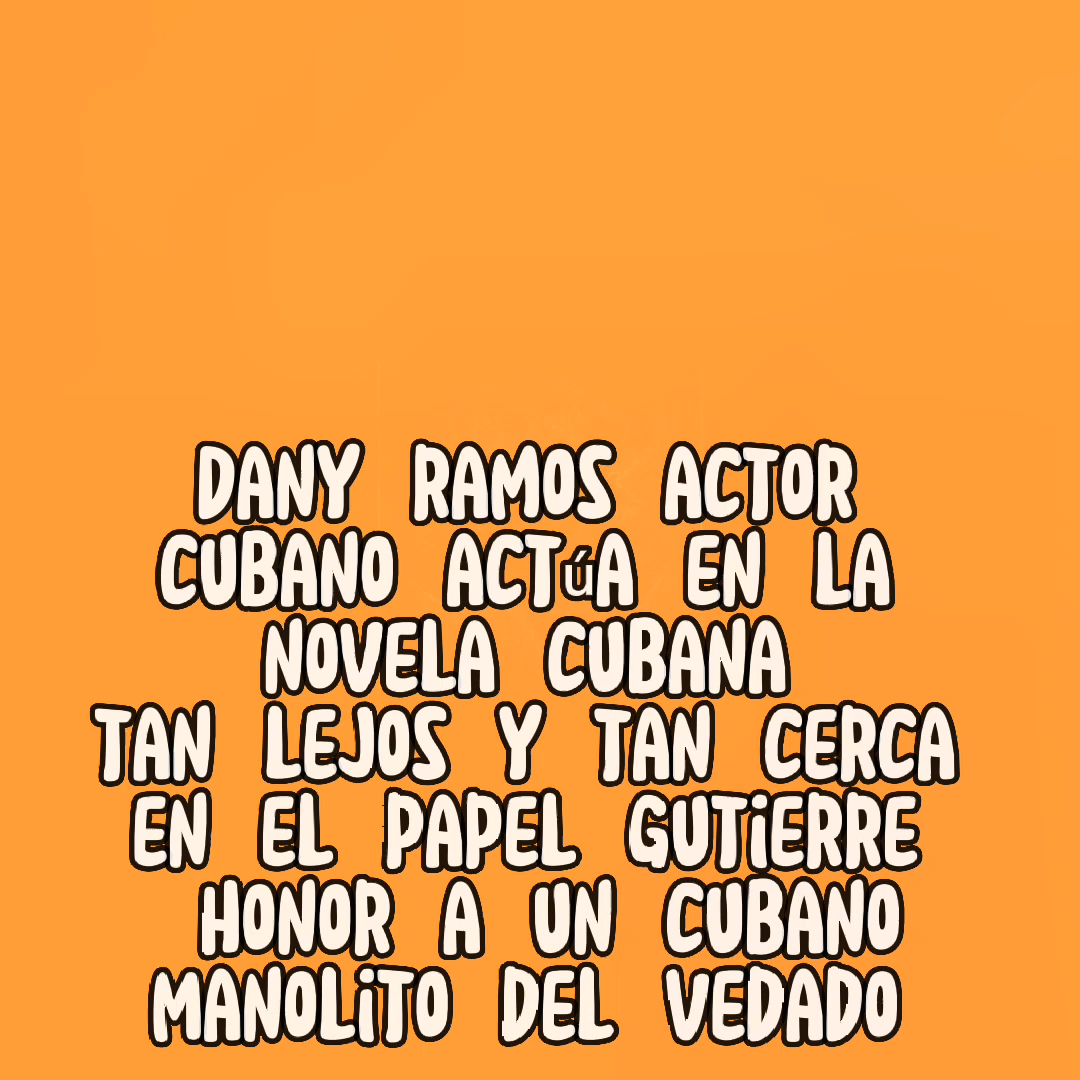 DANY RAMOS ACTOR
CUBANO ACTúA EN LA
NOVELA CUBANA
TAN LEJOS Y TAN CERCA
EN EL PAPEL GUTIERRE
HONOR A UN CUBANO
MANOLITO DEL VEDADO